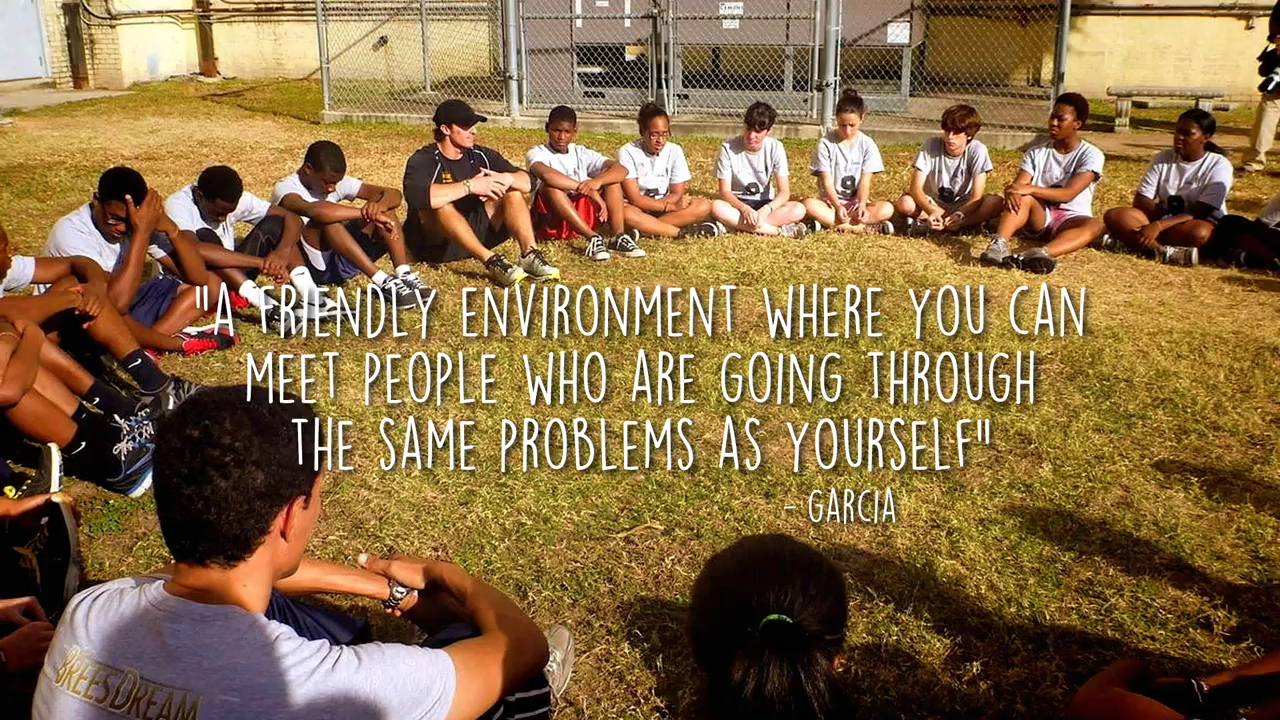 "A FRIENDLY ENVIRONMENT WHERE YOU CAN
MEET PEOPLE WHO ARE GOING THROUGH
THE SAME PROBLEMS AS YOURSELF"
- GARCIA
BREESDREAM